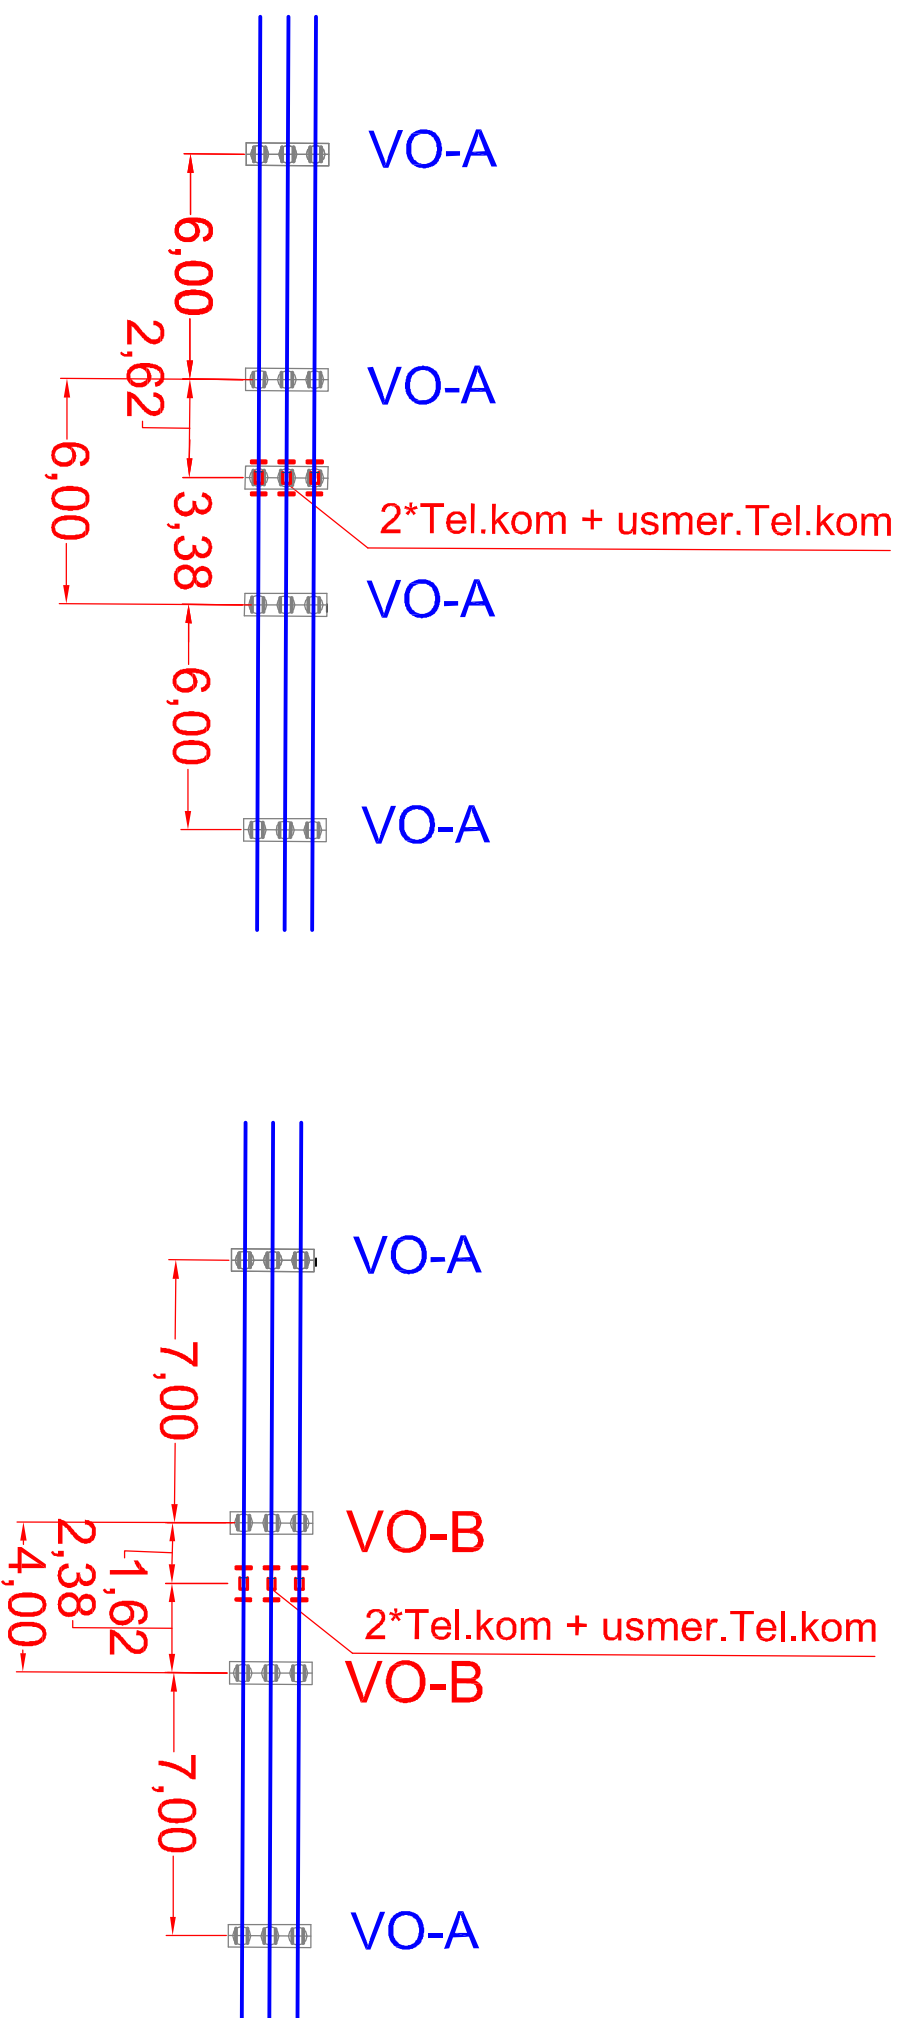 VO-A
6,00
2,62
VO-A
6,00
3,38
2*Tel.kom + usmer.Tel.kom
VO-A
6,00
VO-A
VO-A
7,00
VO-B
1,62
2,38
4,00
2*Tel.kom + usmer.Tel.kom
VO-B
7,00
VO-A